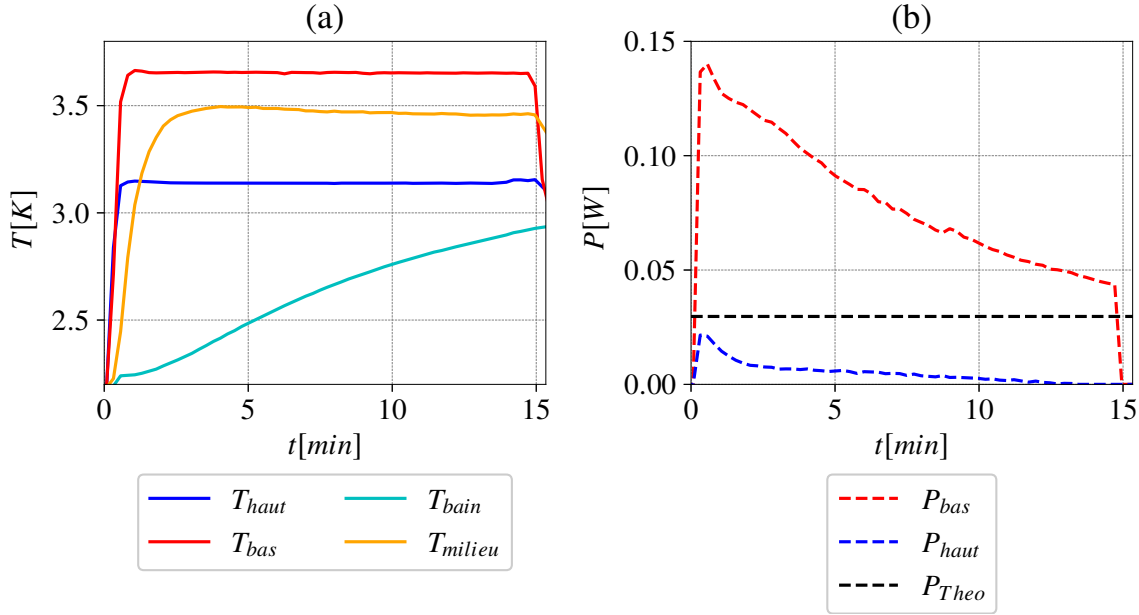 (a)
T[K]
3.5
3.0
2.5
0 5 10 15
t[min]
T_haut T_bain
T_bas T_milieu
(b)
P[W]
0.15
0.10
0.05
0.00
0 5 10 15
t[min]
P_bas
P_haut
P_Theo